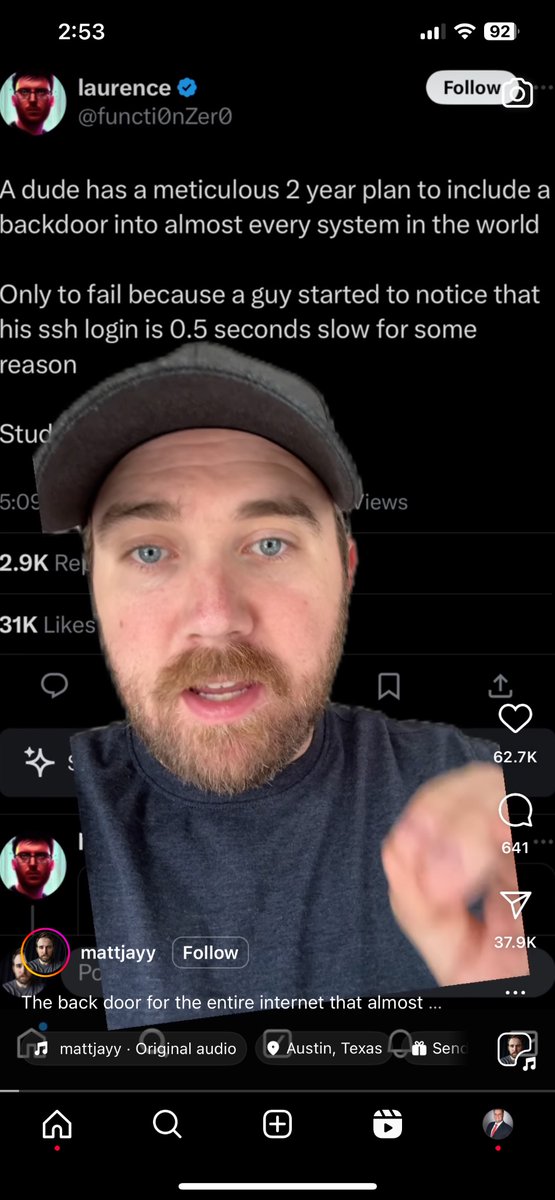 2:53
92
laurence
@functi0nZer0
Follow
A dude has a meticulous 2 year plan to include a
backdoor into almost every system in the world
Only to fail because a guy started to notice that
his ssh login is 0.5 seconds slow for some
reason
5:09
Views
2.9K
31K Likes
62.7K
641
37.9K
mattjayy
Follow
The back door for the entire internet that almost ...
mattjayy · Original audio
Austin, Texas
Send